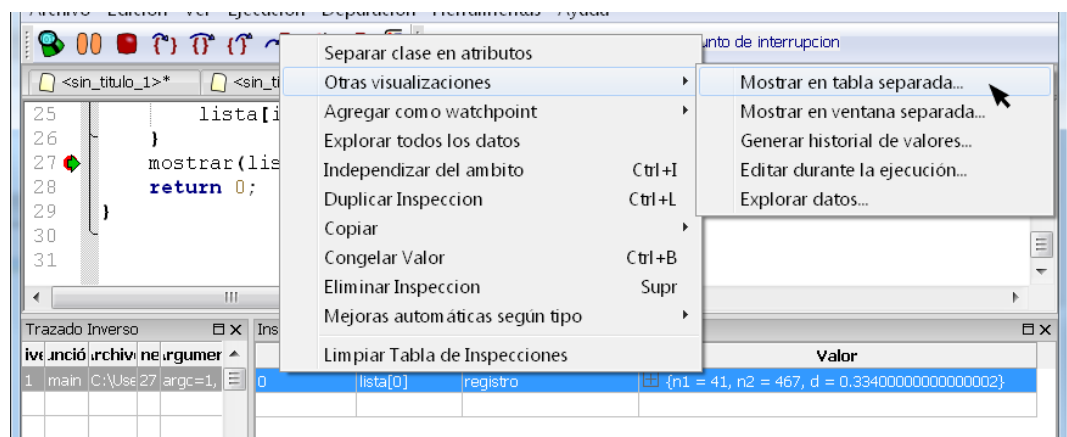 Separar clase en atributos
Otras visualizaciones
Agregar como watchpoint
Explorar todos los datos
Independizar del ambito Ctrl+I
Duplicar Inspeccion Ctrl+L
Copiar
Congelar Valor Ctrl+B
Eliminar Inspeccion Supr
Mejoras automáticas según tipo
Limpiar Tabla de Inspecciones
Mostrar en tabla separada...
Mostrar en ventana separada...
Generar historial de valores...
Editar durante la ejecución...
Explorar datos...
unto de interrupcion
<sin_titulo_1>* <sin_ti
25 lista[i
26 }
27 mostrar(lis
28 return 0;
29 }
30
31
Trazado Inverso Ins
Valor
1 main C:\Use 27 argc=1, 0 lista[0] registro {n1 = 41, n2 = 467, d = 0.33400000000000002}